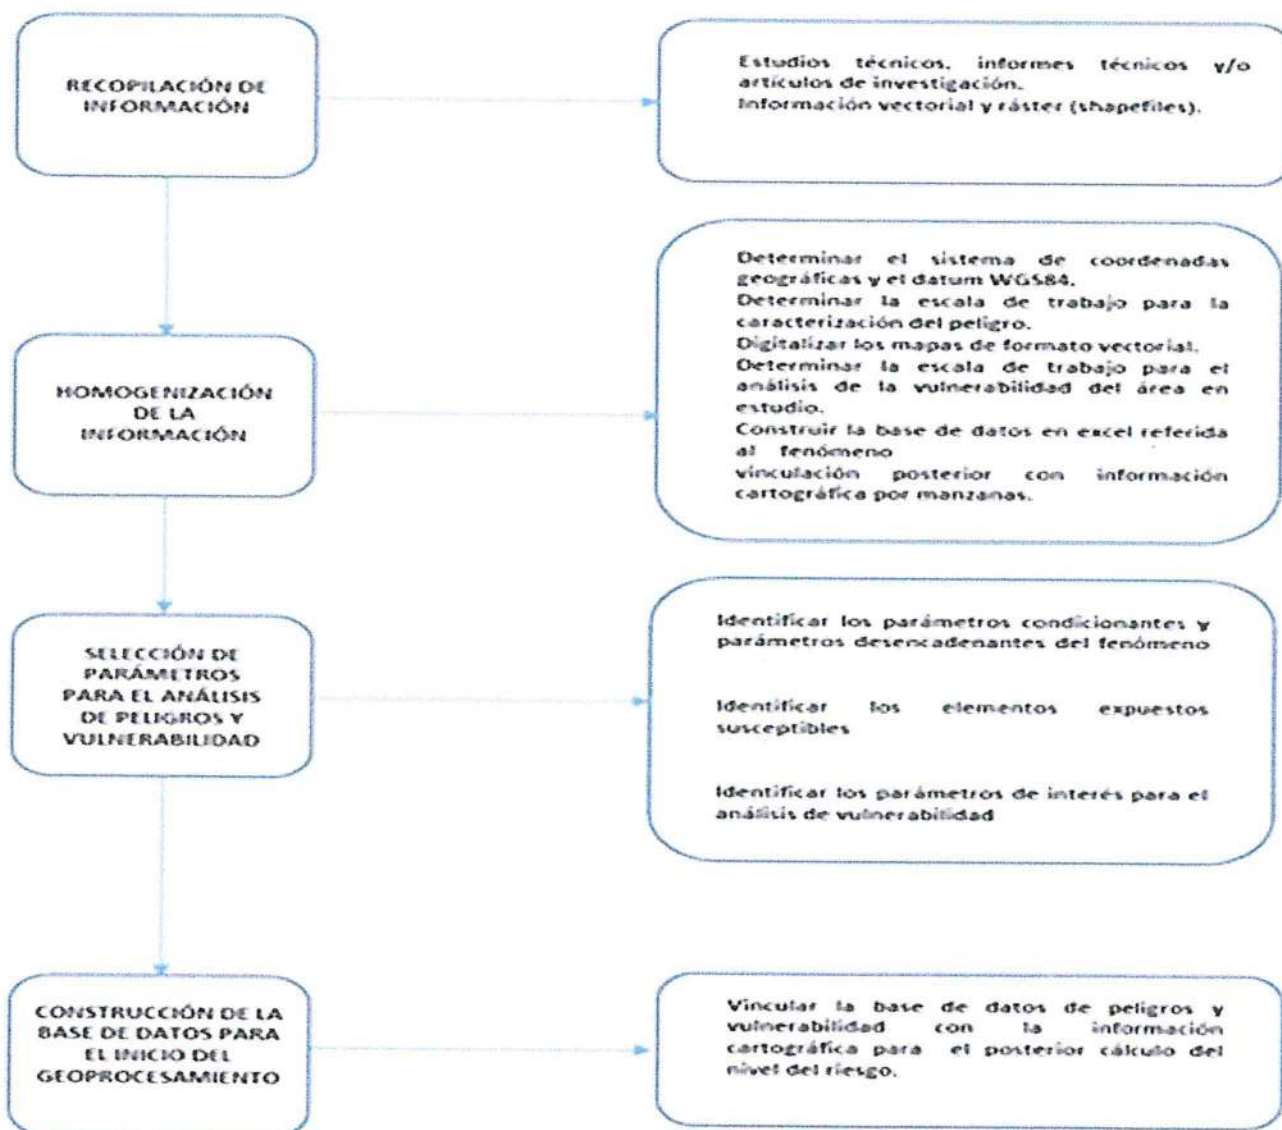 RECOPILACIÓN DE
INFORMACIÓN
Estudios técnicos, informes técnicos y/o
artículos de investigación.
Información vectorial y ráster (shapefiles).
HOMOGENIZACIÓN
DE LA
INFORMACIÓN
Determinar el sistema de coordenadas
geográficas y el datum WGS84.
Determinar la escala de trabajo para la
caracterización del peligro.
Digitalizar los mapas de formato vectorial.
Determinar la escala de trabajo para el
análisis de la vulnerabilidad del área en
estudio.
Construir la base de datos en excel referida
al fenómeno
vinculación posterior con información
cartográfica por manzanas.
SELECCIÓN DE
PARÁMETROS
PARA EL ANÁLISIS
DE PELIGROS Y
VULNERABILIDAD
Identificar los parámetros condicionantes y
parámetros desencadenantes del fenómeno
Identificar los elementos expuestos
susceptibles
Identificar los parámetros de interés para el
análisis de vulnerabilidad
CONSTRUCCIÓN DE LA
BASE DE DATOS PARA
EL INICIO DEL
GEOPROCESAMIENTO
Vincular la base de datos de peligros y
vulnerabilidad con la información
cartográfica para el posterior cálculo del
nivel del riesgo.